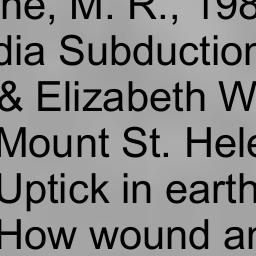 ne, M. R., 198
dia Subduction
& Elizabeth W
Mount St. Hele
Uptick in earth
How wound an